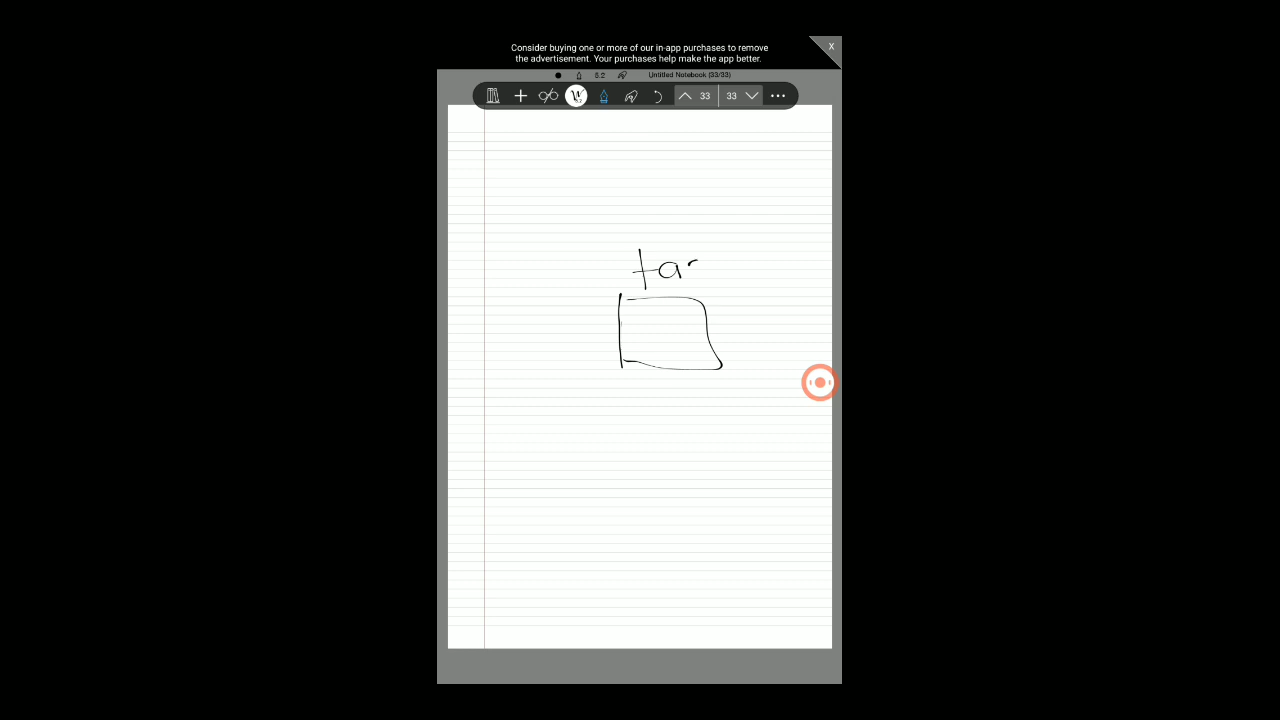 Consider buying one or more of our in-app purchases to remove
the advertisement. Your purchases help make the app better.
X
5.2 Untitled Notebook (33/33)
33 33
tar